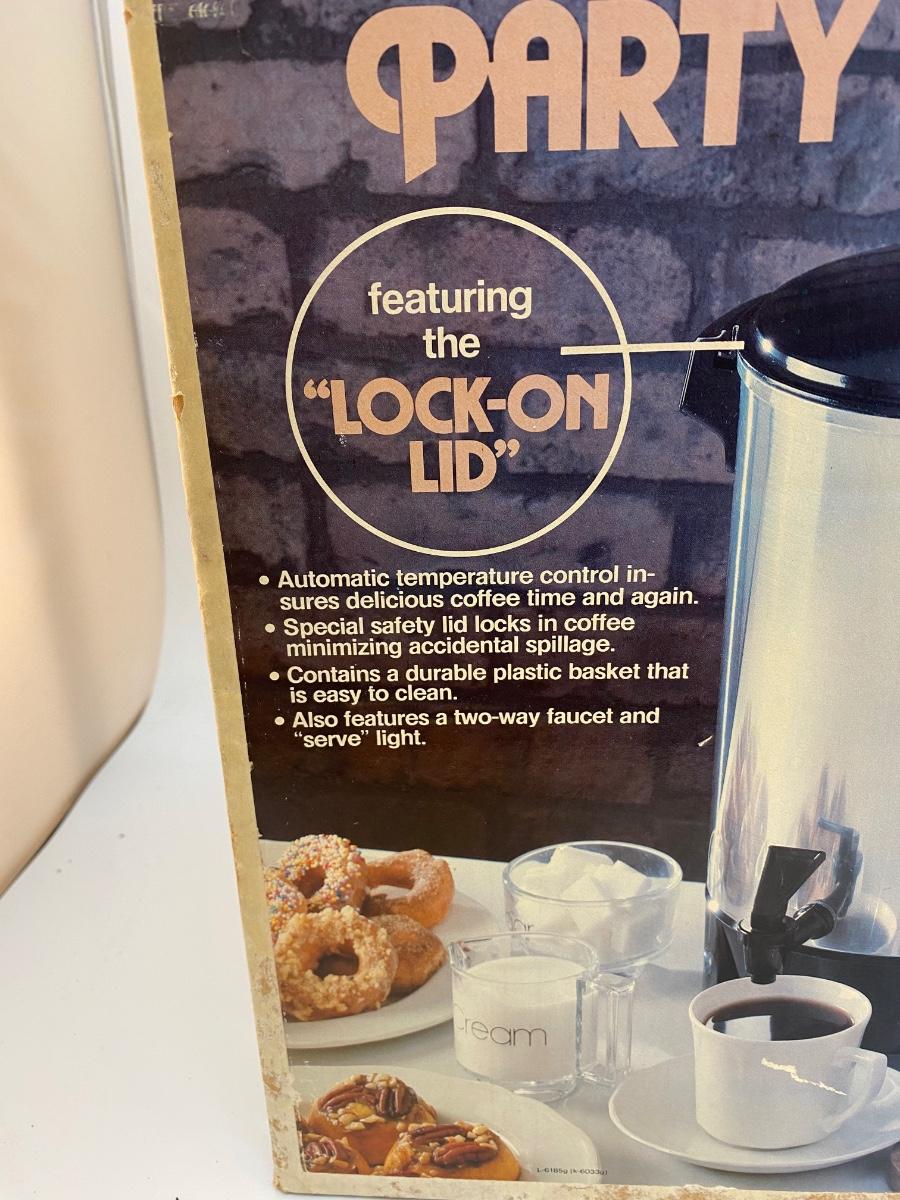 PARTY
featuring
the
“LOCK-ON
LID”
• Automatic temperature control in-
sures delicious coffee time and again.
• Special safety lid locks in coffee
minimizing accidental spillage.
• Contains a durable plastic basket that
is easy to clean.
• Also features a two-way faucet and
“serve” light.
Cream
L-6185g (k-6033g)